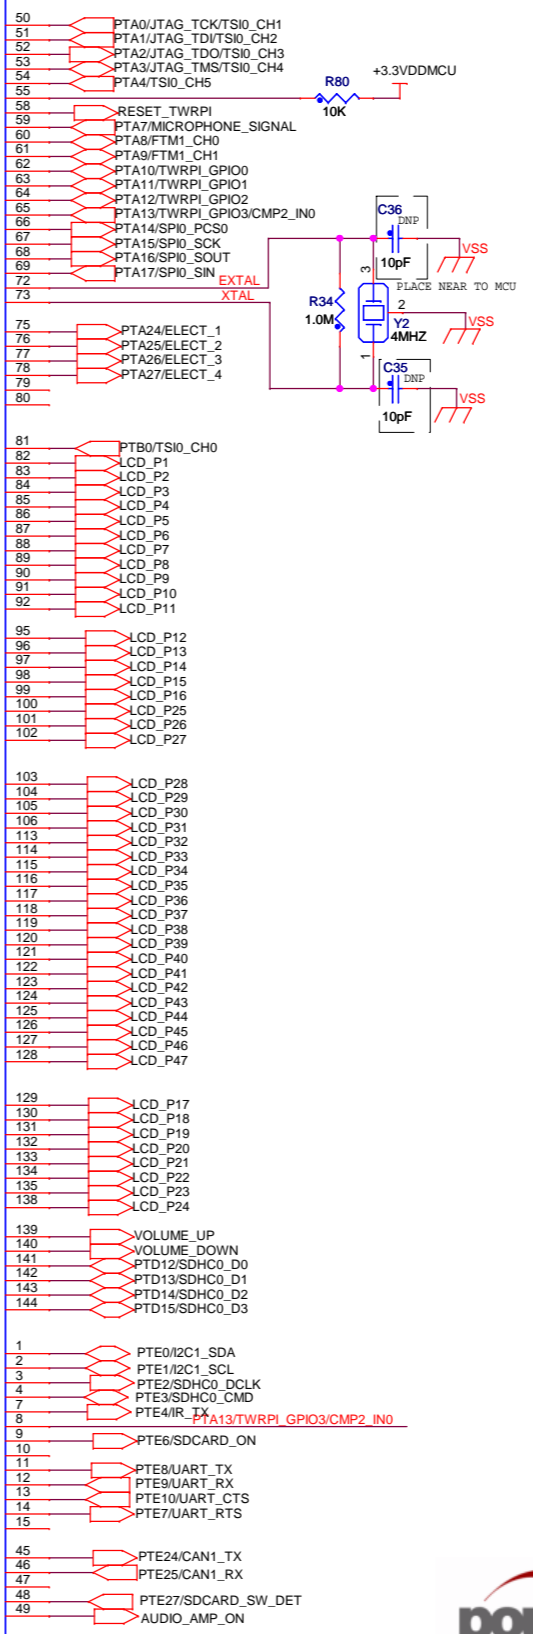 50 PTA0/JTAG_TCK/TSI0_CH1
51 PTA1/JTAG_TDI/TSI0_CH2
52 PTA2/JTAG_TDO/TSI0_CH3
53 PTA3/JTAG_TMS/TSI0_CH4
54 PTA4/TSI0_CH5
55
R80
10K
+3.3VDDMCU
58 RESET_TWRPI
59 PTA7/MICROPHONE_SIGNAL
60 PTA8/FTM1_CH0
61 PTA9/FTM1_CH1
62 PTA10/TWRPI_GPIO0
63 PTA11/TWRPI_GPIO1
64 PTA12/TWRPI_GPIO2
65 PTA13/TWRPI_GPIO3/CMP2_IN0
66 PTA14/SPI0_PCS0
67 PTA15/SPI0_SCK
68 PTA16/SPI0_SOUT
69 PTA17/SPI0_SIN
72 EXTAL
73 XTAL
C36
DNP
10pF
VSS
PLACE NEAR TO MCU
R34
1.0M
3
2
1
Y2
4MHZ
VSS
C35
DNP
10pF
VSS
75 PTA24/ELECT_1
76 PTA25/ELECT_2
77 PTA26/ELECT_3
78 PTA27/ELECT_4
79
80
81 PTB0/TSI0_CH0
82 LCD_P1
83 LCD_P2
84 LCD_P3
85 LCD_P4
86 LCD_P5
87 LCD_P6
88 LCD_P7
89 LCD_P8
90 LCD_P9
91 LCD_P10
92 LCD_P11
95 LCD_P12
96 LCD_P13
97 LCD_P14
98 LCD_P15
99 LCD_P16
100 LCD_P25
101 LCD_P26
102 LCD_P27
103 LCD_P28
104 LCD_P29
105 LCD_P30
106 LCD_P31
113 LCD_P32
114 LCD_P33
115 LCD_P34
116 LCD_P35
117 LCD_P36
118 LCD_P37
119 LCD_P38
120 LCD_P39
121 LCD_P40
122 LCD_P41
123 LCD_P42
124 LCD_P43
125 LCD_P44
126 LCD_P45
127 LCD_P46
128 LCD_P47
129 LCD_P17
130 LCD_P18
131 LCD_P19
132 LCD_P20
133 LCD_P21
134 LCD_P22
135 LCD_P23
138 LCD_P24
139 VOLUME_UP
140 VOLUME_DOWN
141 PTD12/SDHC0_D0
142 PTD13/SDHC0_D1
143 PTD14/SDHC0_D2
144 PTD15/SDHC0_D3
1 PTE0/I2C1_SDA
2 PTE1/I2C1_SCL
3 PTE2/SDHC0_DCLK
4 PTE3/SDHC0_CMD
7 PTE4/IR_TX
8 PTA13/TWRPI_GPIO3/CMP2_IN0
9 PTE6/SDCARD_ON
10
11 PTE8/UART_TX
12 PTE9/UART_RX
13 PTE10/UART_CTS
14 PTE7/UART_RTS
15
45 PTE24/CAN1_TX
46 PTE25/CAN1_RX
47
48 PTE27/SDCARD_SW_DET
49 AUDIO_AMP_ON